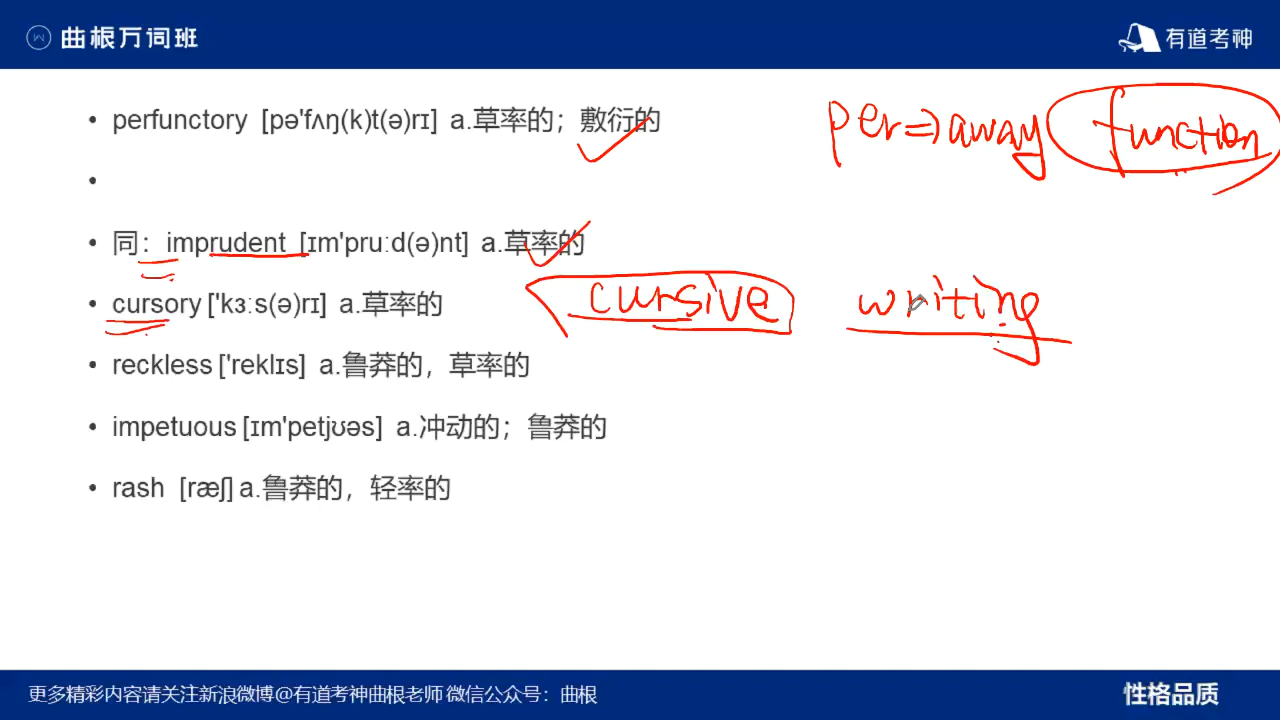 曲根万词班
有道考神
perfunctory [pə'fʌŋ(k)t(ə)rɪ] a.草率的；敷衍的
per⇒away function
同：imprudent [ɪm'pruːd(ə)nt] a.草率的
cursory ['kɜːs(ə)rɪ] a.草率的
cursive writing
reckless ['reklɪs] a.鲁莽的，草率的
impetuous [ɪm'petjʊəs] a.冲动的；鲁莽的
rash [ræʃ] a.鲁莽的，轻率的
更多精彩内容请关注新浪微博@有道考神曲根老师 微信公众号：曲根
性格品质